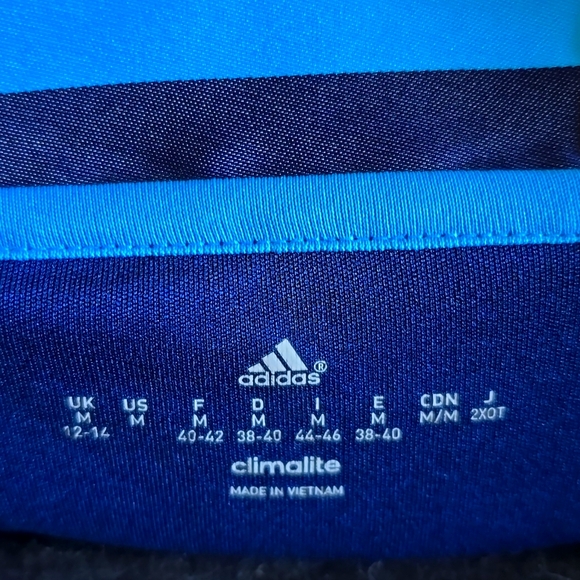 adidas®
UK US F D I E CDN J
M M M M M M M/M 2XOT
12-14 40-42 38-40 44-46 38-40
climalite
MADE IN VIETNAM